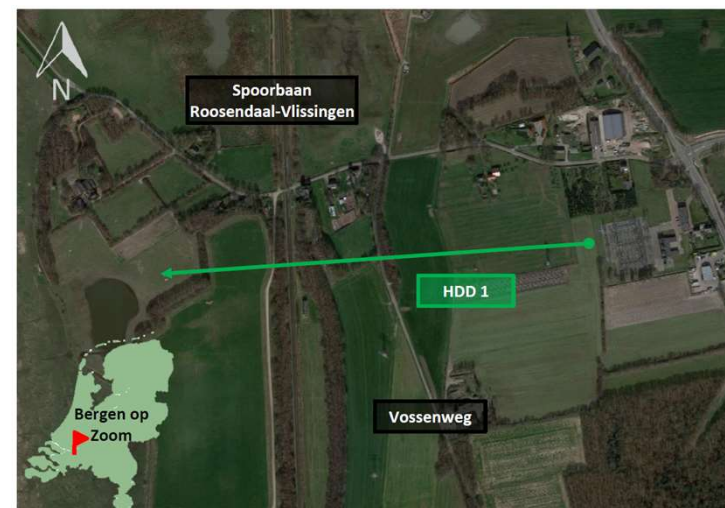 N
Spoorbaan
Roosendaal-Vlissingen
HDD 1
Vossenweg
Bergen op
Zoom